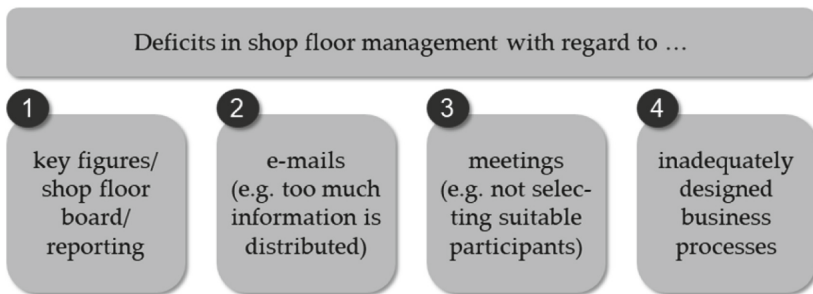 Deficits in shop floor management with regard to …
1
key figures/
shop floor
board/
reporting
2
e-mails
(e.g. too much
information is
distributed)
3
meetings
(e.g. not selec-
ting suitable
participants)
4
inadequately
designed
business
processes